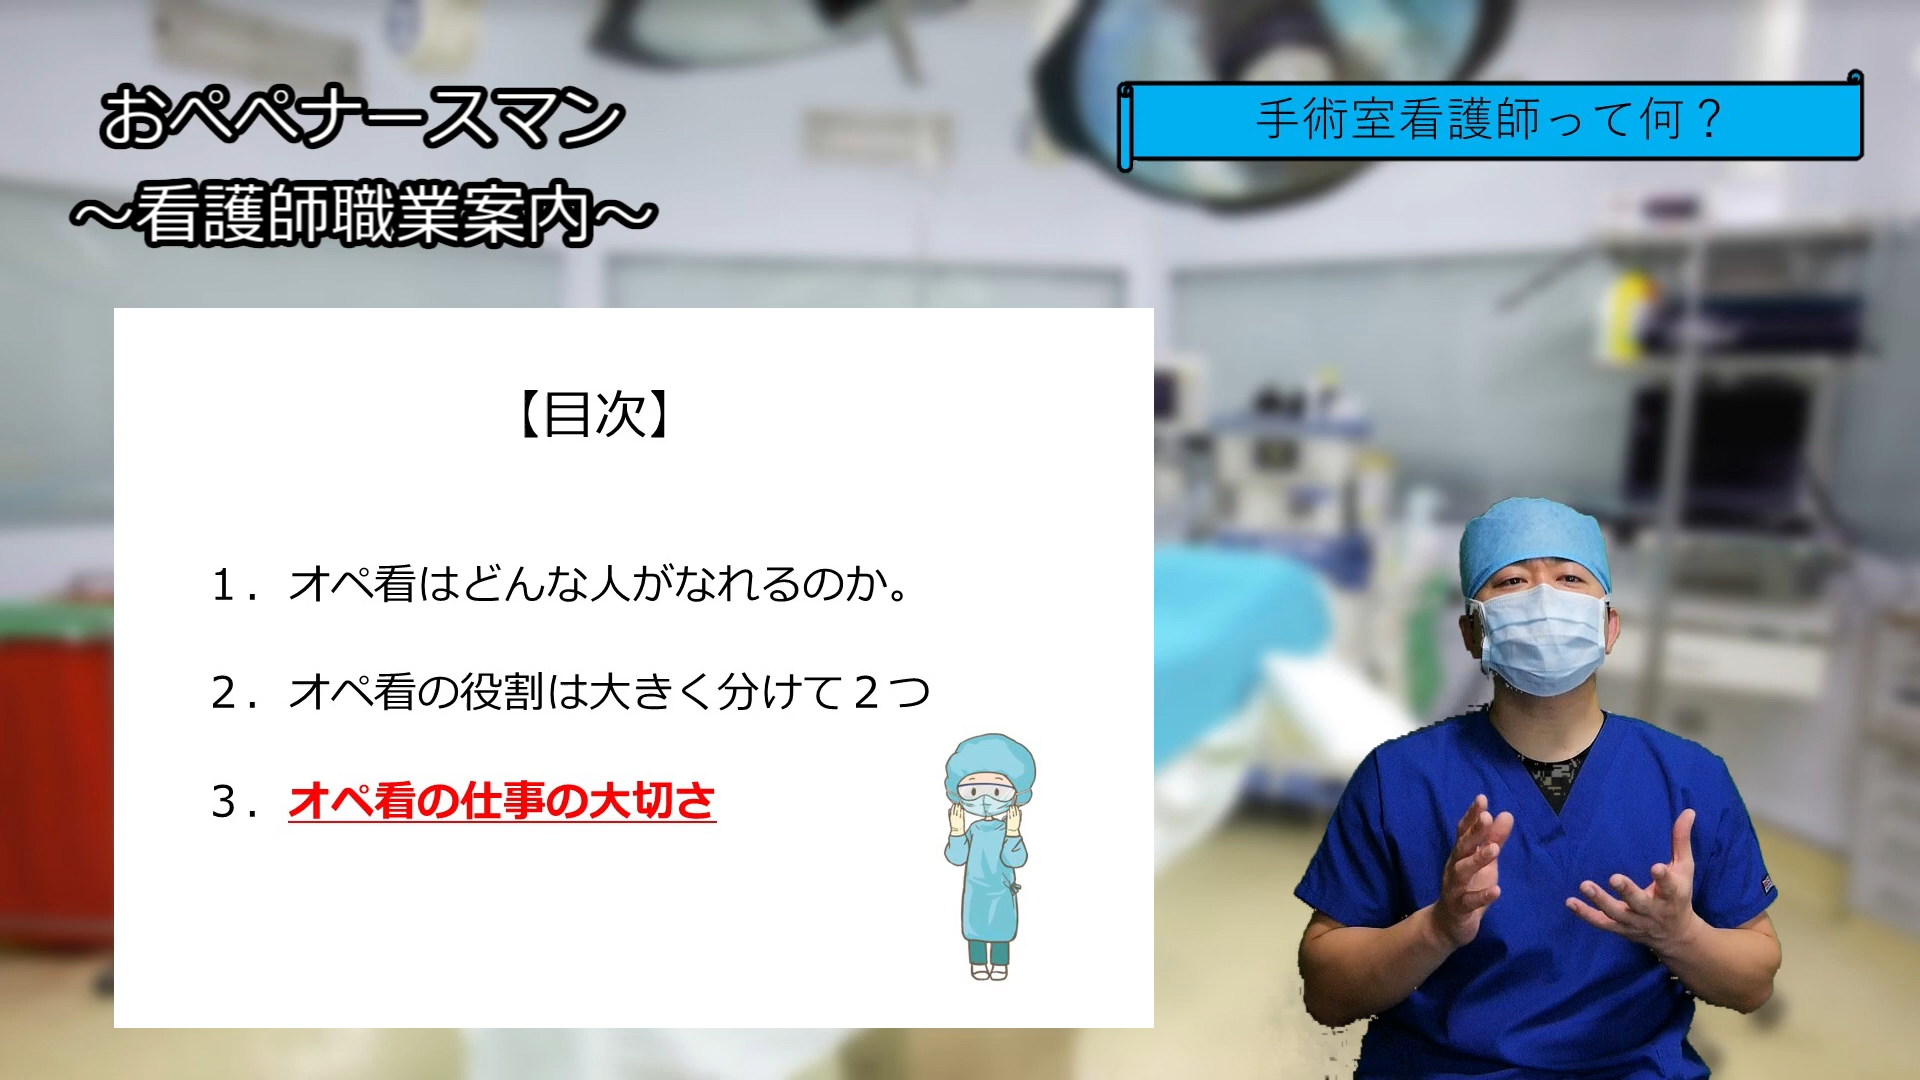 おペペナースマン
～看護師職業案内～
手術室看護師って何？
【目次】
１．オペ看はどんな人がなれるのか。
２．オペ看の役割は大きく分けて２つ
３．オペ看の仕事の大切さ